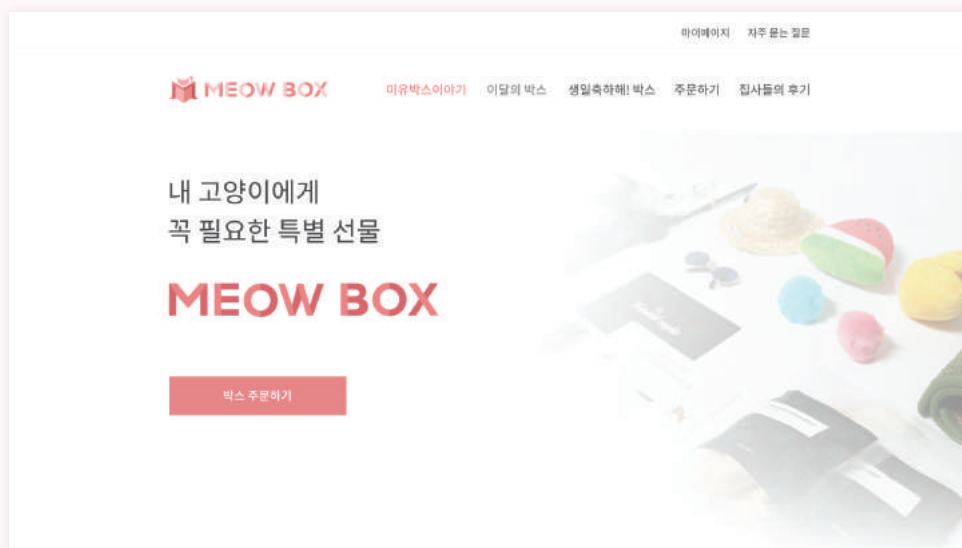 마이페이지 자주 묻는 질문
MEOW BOX 미유박스이야기 이달의 박스 생일축하해! 박스 주문하기 집사들의 후기
내 고양이에게
꼭 필요한 특별 선물
MEOW BOX
박스 주문하기